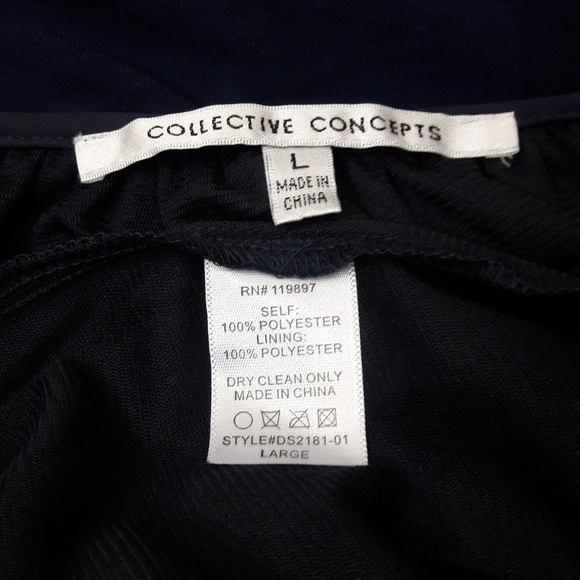 COLLECTIVE CONCEPTS
L
MADE IN
CHINA
RN# 119897
SELF:
100% POLYESTER
LINING:
100% POLYESTER
DRY CLEAN ONLY
MADE IN CHINA
STYLE#DS2181-01
LARGE